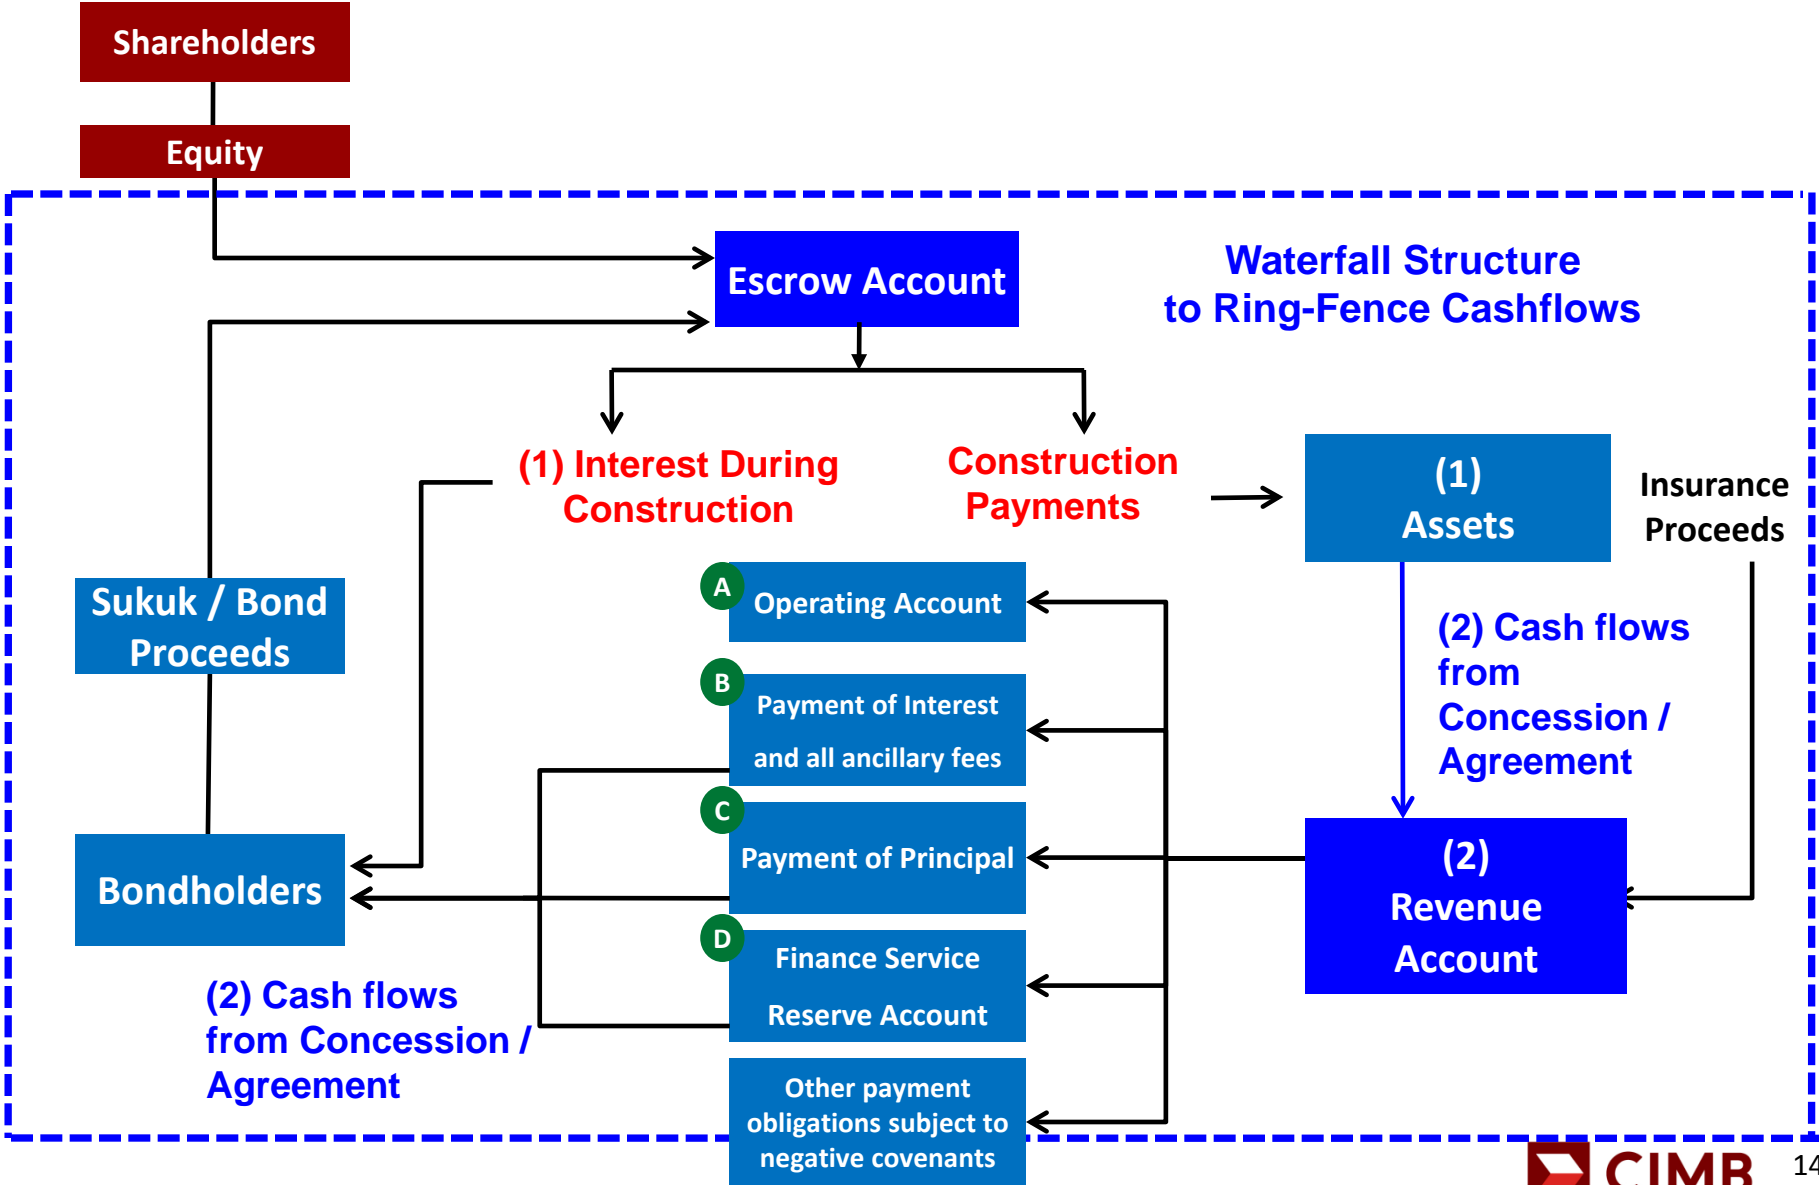 Shareholders
Equity
Escrow Account
Waterfall Structure
to Ring-Fence Cashflows
(1) Interest During
Construction
Construction
Payments
(1)
Assets
Insurance
Proceeds
Sukuk / Bond
Proceeds
A
Operating Account
B
Payment of Interest
and all ancillary fees
(2) Cash flows
from
Concession /
Agreement
C
Payment of Principal
Bondholders
(2)
Revenue
Account
D
Finance Service
Reserve Account
(2) Cash flows
from Concession /
Agreement
Other payment
obligations subject to
negative covenants
CIMB
14